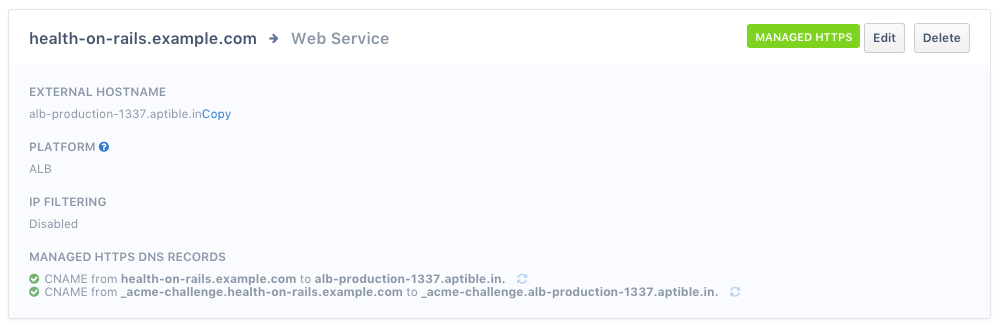 health-on-rails.example.com → Web Service MANAGED HTTPS Edit Delete
EXTERNAL HOSTNAME
alb-production-1337.aptible.inCopy
PLATFORM ?
ALB
IP FILTERING
Disabled
MANAGED HTTPS DNS RECORDS
CNAME from health-on-rails.example.com to alb-production-1337.aptible.in.
CNAME from _acme-challenge.health-on-rails.example.com to _acme-challenge.alb-production-1337.aptible.in.